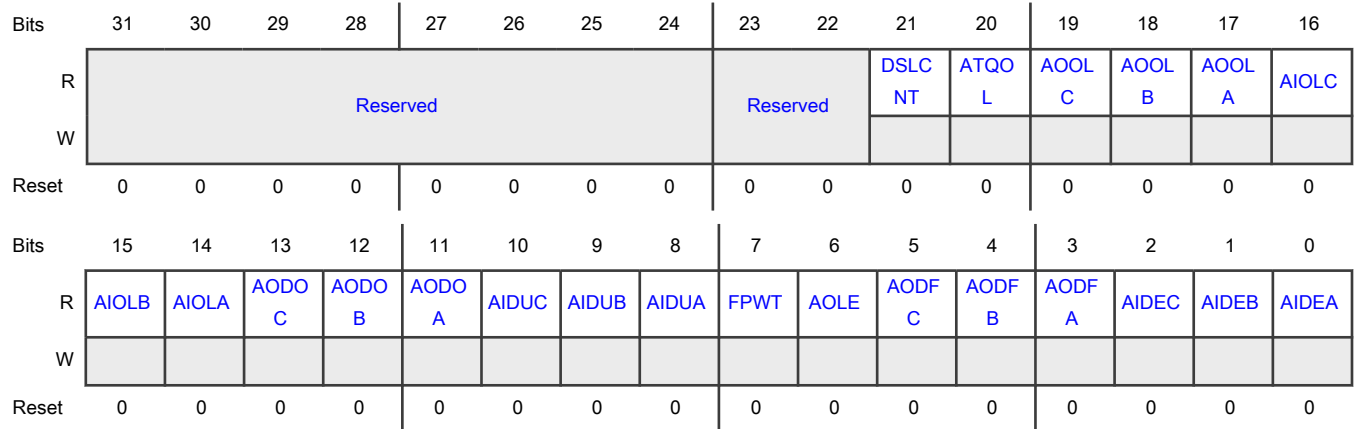 Bits 31 30 29 28 27 26 25 24 23 22 21 20 19 18 17 16
R Reserved Reserved DSLC NT ATQO L AOOL C AOOL B AOOL A AIOLC
W
Reset 0 0 0 0 0 0 0 0 0 0 0 0 0 0 0 0
Bits 15 14 13 12 11 10 9 8 7 6 5 4 3 2 1 0
R AIOLB AIOLA AODO C AODO B AODO A AIDUC AIDUB AIDUA FPWT AOLE AODF C AODF B AODF A AIDEC AIDEB AIDEA
W
Reset 0 0 0 0 0 0 0 0 0 0 0 0 0 0 0 0